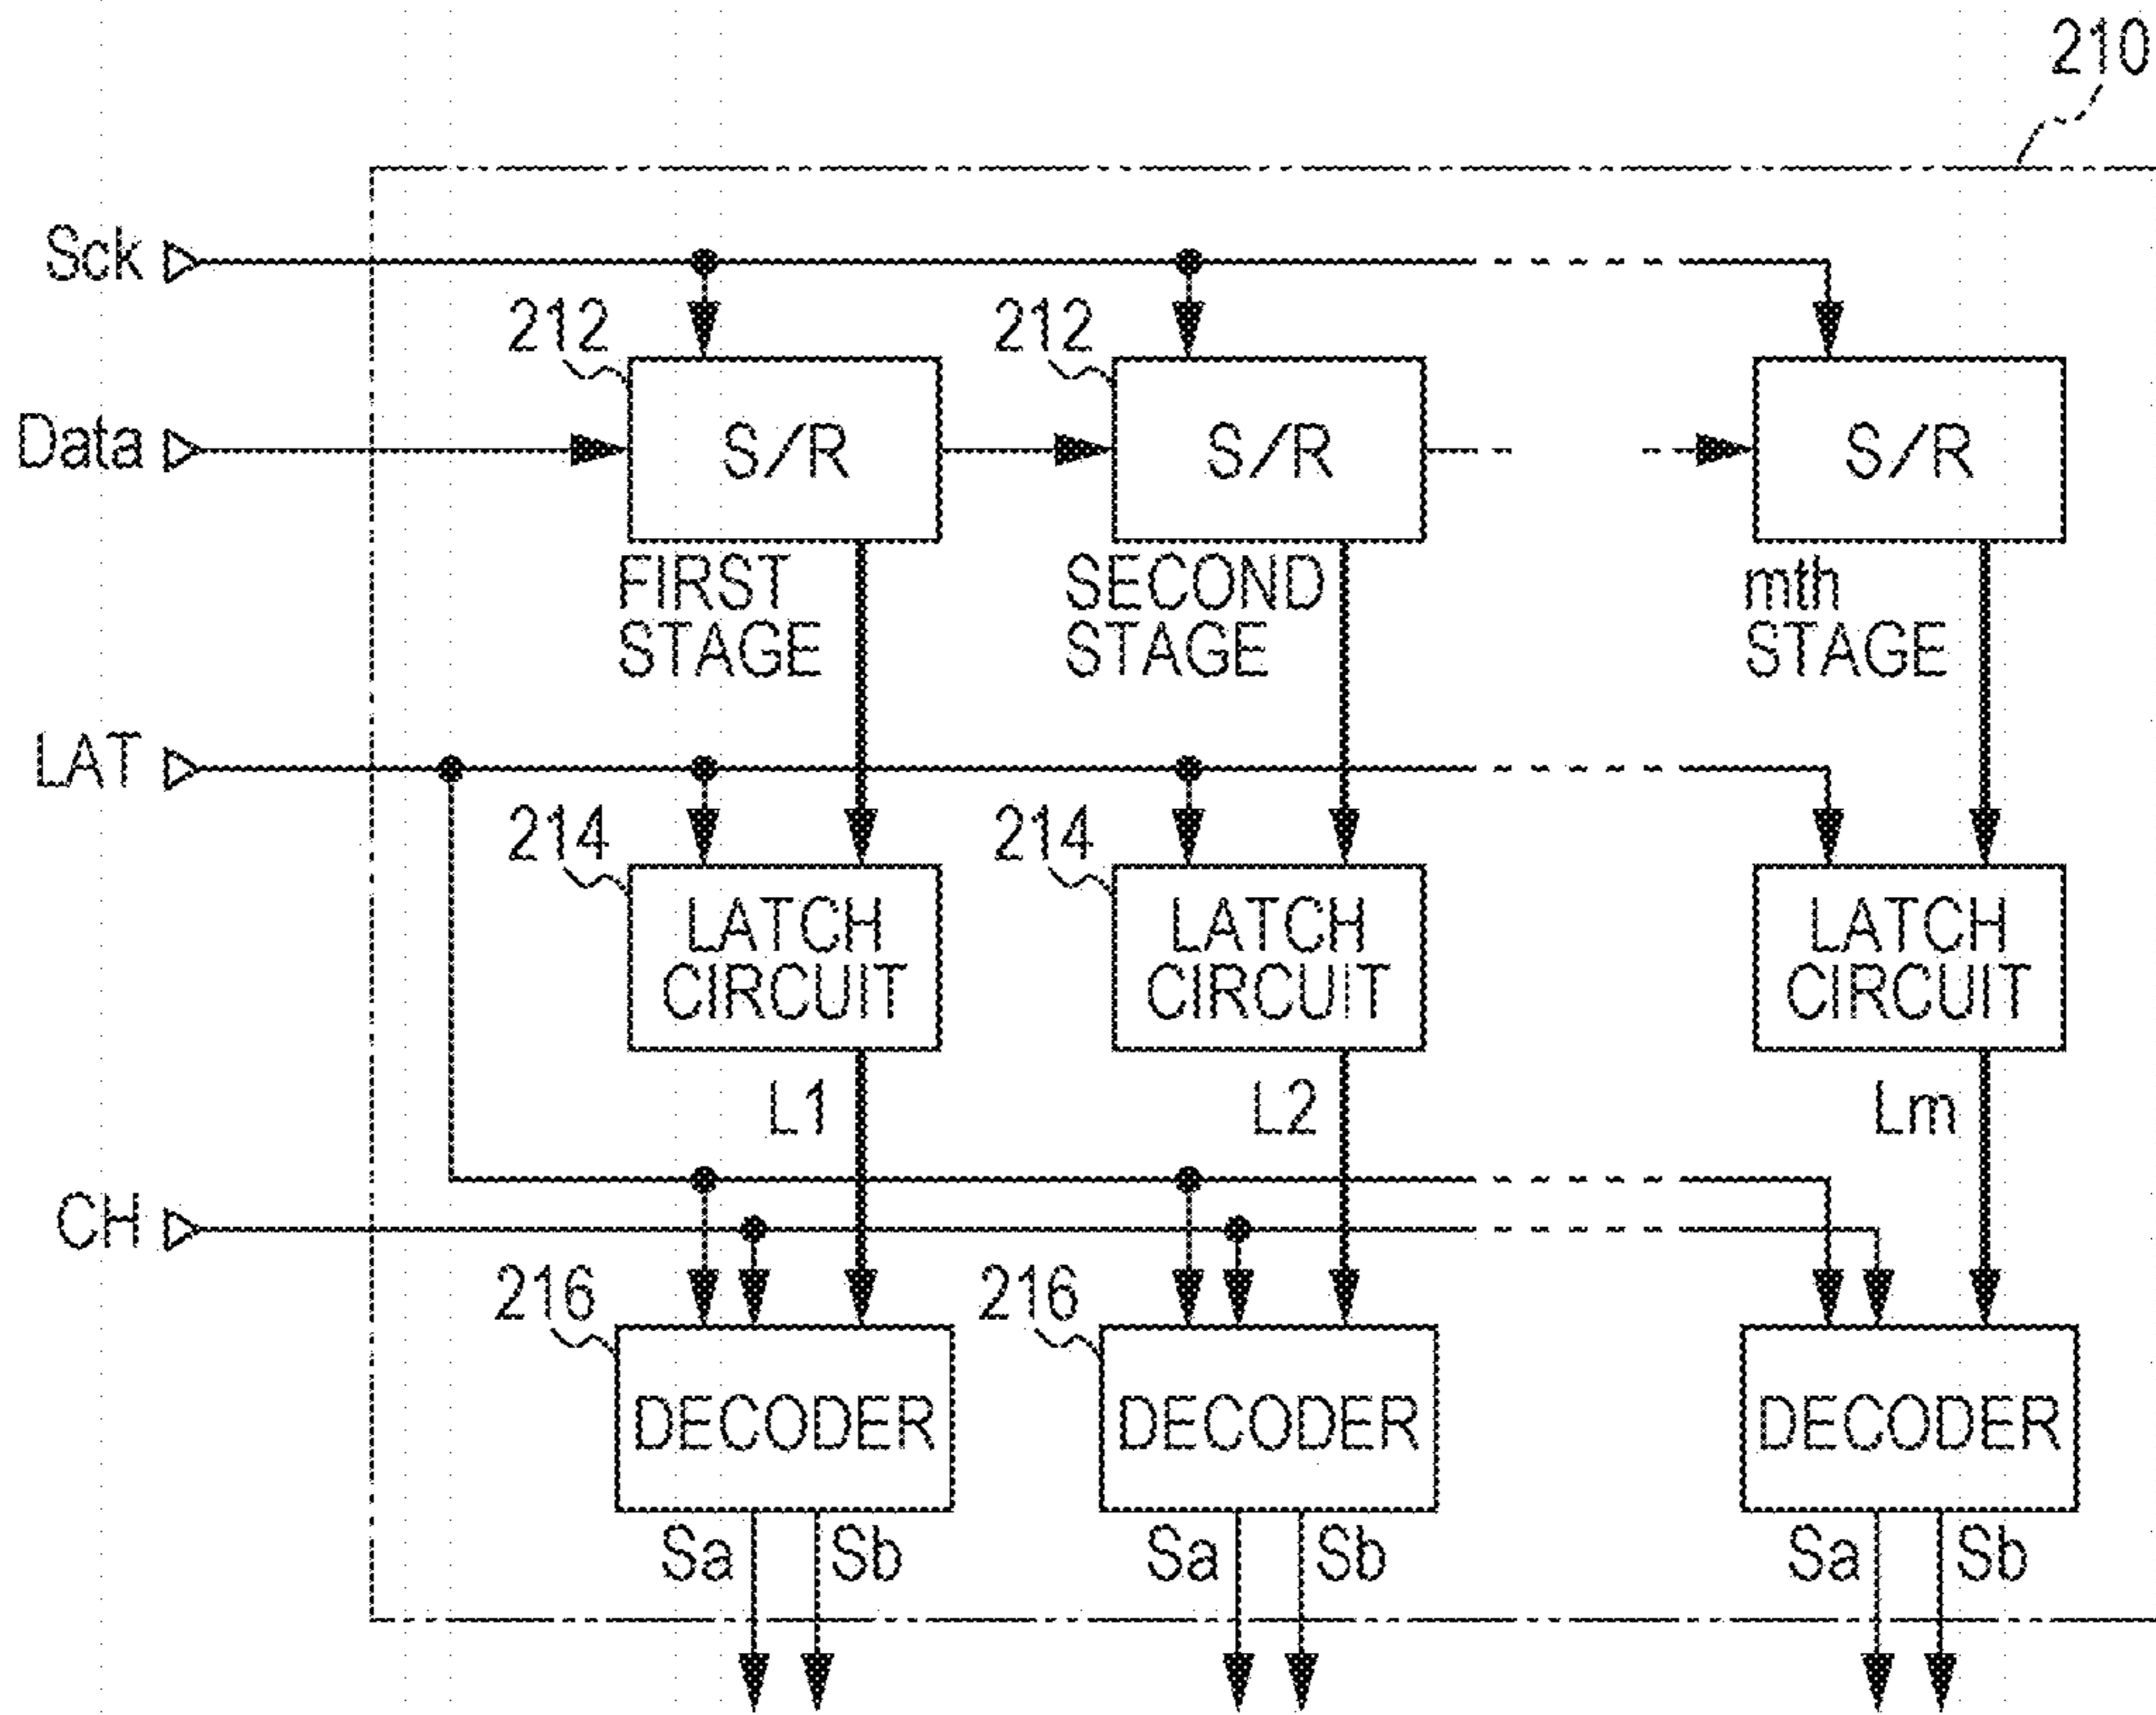 210
Sck
212
212
Data
S/R
S/R
S/R
FIRST
STAGE
SECOND
STAGE
mth
STAGE
LAT
214
214
LATCH
CIRCUIT
LATCH
CIRCUIT
LATCH
CIRCUIT
L1
L2
Lm
CH
216
216
DECODER
DECODER
DECODER
Sa
Sb
Sa
Sb
Sa
Sb